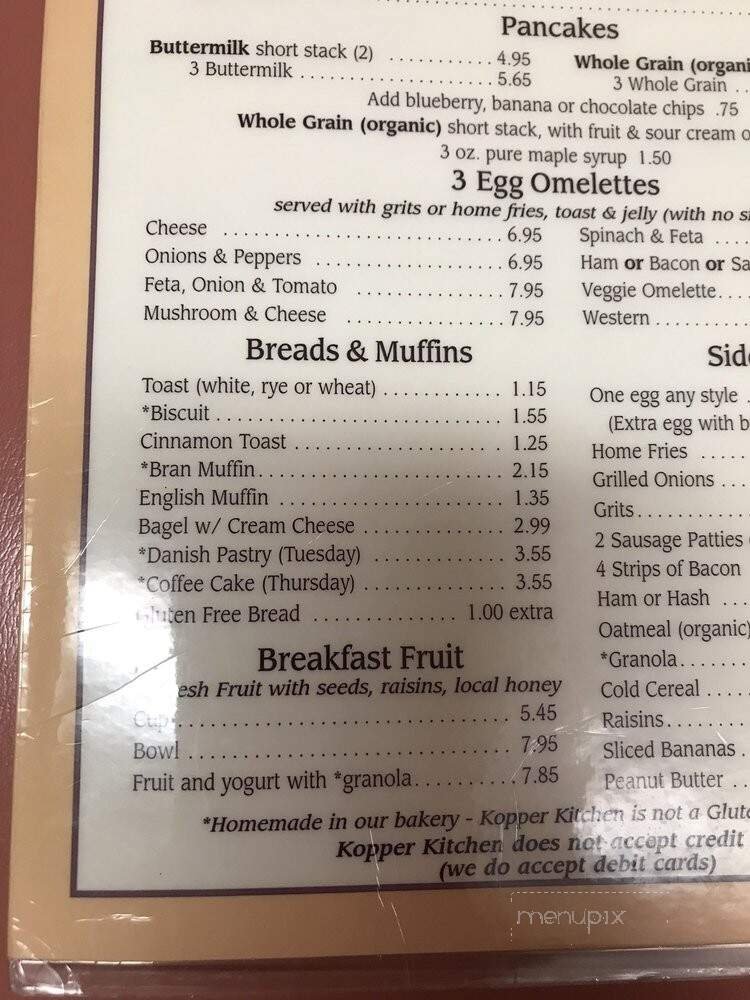 Pancakes
Buttermilk short stack (2) ........... 4.95
3 Buttermilk ..................... 5.65
Whole Grain (organi
3 Whole Grain ..
Add blueberry, banana or chocolate chips .75
Whole Grain (organic) short stack, with fruit & sour cream o
3 oz. pure maple syrup 1.50
3 Egg Omelettes
served with grits or home fries, toast & jelly (with no s
Cheese .............................. 6.95
Onions & Peppers .................... 6.95
Feta, Onion & Tomato ................ 7.95
Mushroom & Cheese ................. 7.95
Spinach & Feta ....
Ham or Bacon or Sa
Veggie Omelette....
Western ...........
Breads & Muffins
Toast (white, rye or wheat) ............ 1.15
*Biscuit ............................... 1.55
Cinnamon Toast ....................... 1.25
*Bran Muffin........................... 2.15
English Muffin ........................ 1.35
Bagel w/ Cream Cheese .............. 2.99
*Danish Pastry (Tuesday) ............. 3.55
*Coffee Cake (Thursday) .............. 3.55
Gluten Free Bread .............. 1.00 extra
Breakfast Fruit
esh Fruit with seeds, raisins, local honey
Cup .................................... 5.45
Bowl ................................... 7.95
Fruit and yogurt with *granola.......... 7.85
Sid
One egg any style .
(Extra egg with b
Home Fries .....
Grilled Onions ...
Grits............
2 Sausage Patties
4 Strips of Bacon
Ham or Hash ...
Oatmeal (organic)
*Granola.......
Cold Cereal .....
Raisins.........
Sliced Bananas .
Peanut Butter ..
*Homemade in our bakery - Kopper Kitchen is not a Glut
Kopper Kitchen does not accept credit
(we do accept debit cards)
menupix